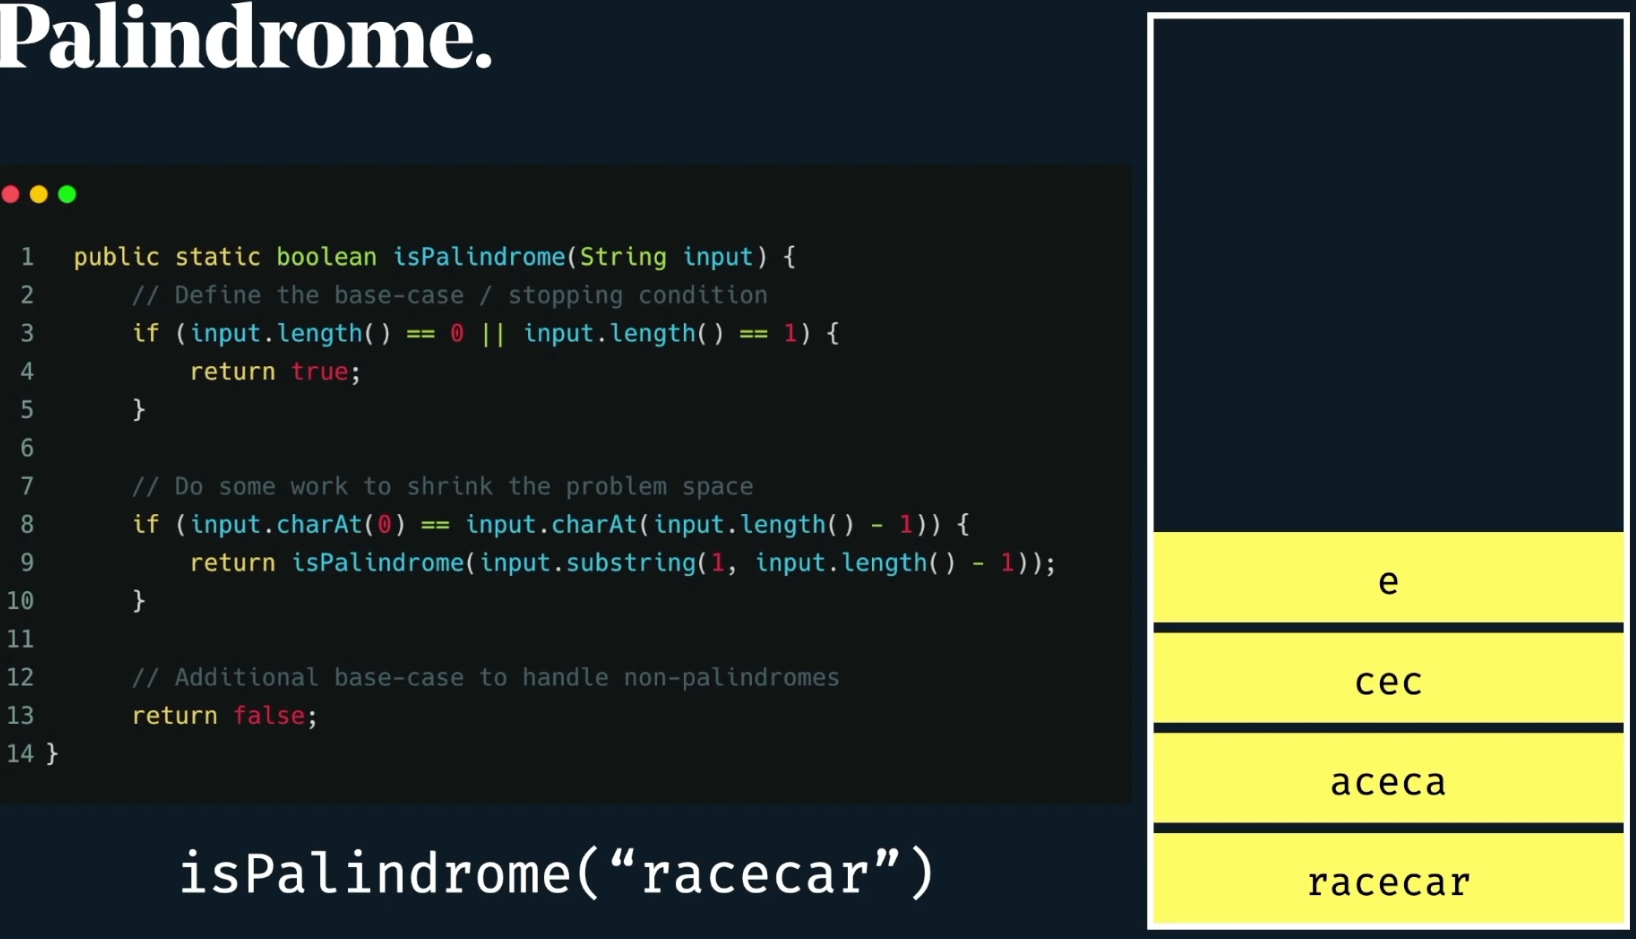 Palindrome.
1 public static boolean isPalindrome(String input) {
2 // Define the base-case / stopping condition
3 if (input.length() == 0 || input.length() == 1) {
4 return true;
5 }
6
7 // Do some work to shrink the problem space
8 if (input.charAt(0) == input.charAt(input.length() - 1)) {
9 return isPalindrome(input.substring(1, input.length() - 1));
10 }
11
12 // Additional base-case to handle non-palindromes
13 return false;
14 }
isPalindrome(“racecar”)
e
cec
aceca
racecar